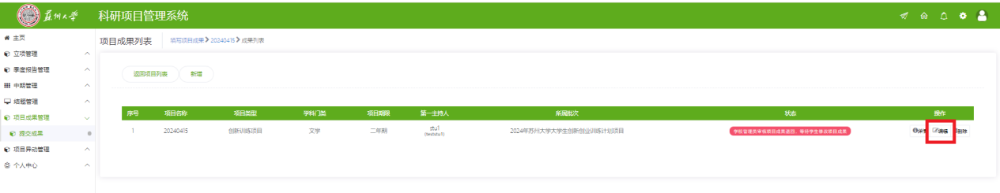 蘇州大學 科研项目管理系统
主页
立项管理
季度报告管理
中期管理
结题管理
项目成果管理
提交成果
项目异动管理
个人中心
项目成果列表 填写项目成果 20240415 成果列表
返回项目列表 新增
序号 项目名称 项目类型 学科门类 项目期限 第一主持人 所属批次 状态 操作
1 20240415 创新训练项目 文学 二年期 stu1 2024年苏州大学大学生创新创业训练计划项目 学校管理员审核项目成果退回，等待学生修改项目成果 编辑 删除
(teststu1)